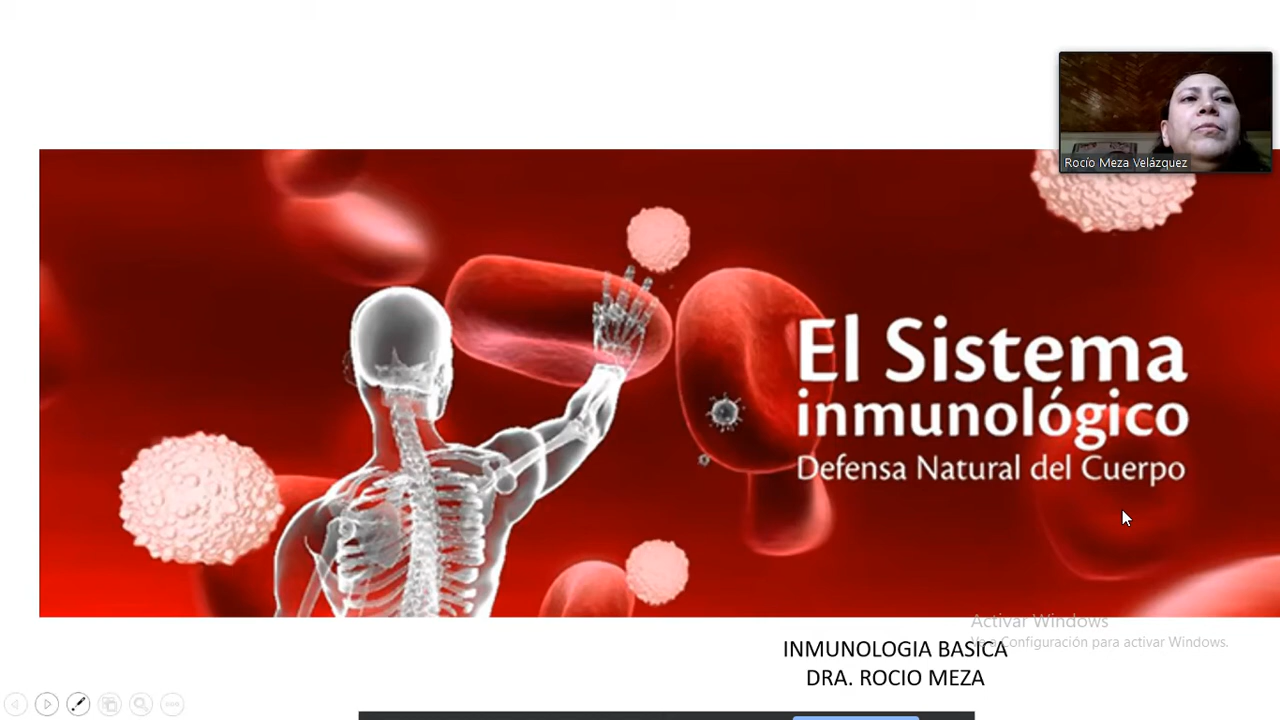 Rocío Meza Velázquez
El Sistema
inmunológico
Defensa Natural del Cuerpo
Activar Windows
Ve a Configuración para activar Windows.
INMUNOLOGIA BASICA
DRA. ROCIO MEZA